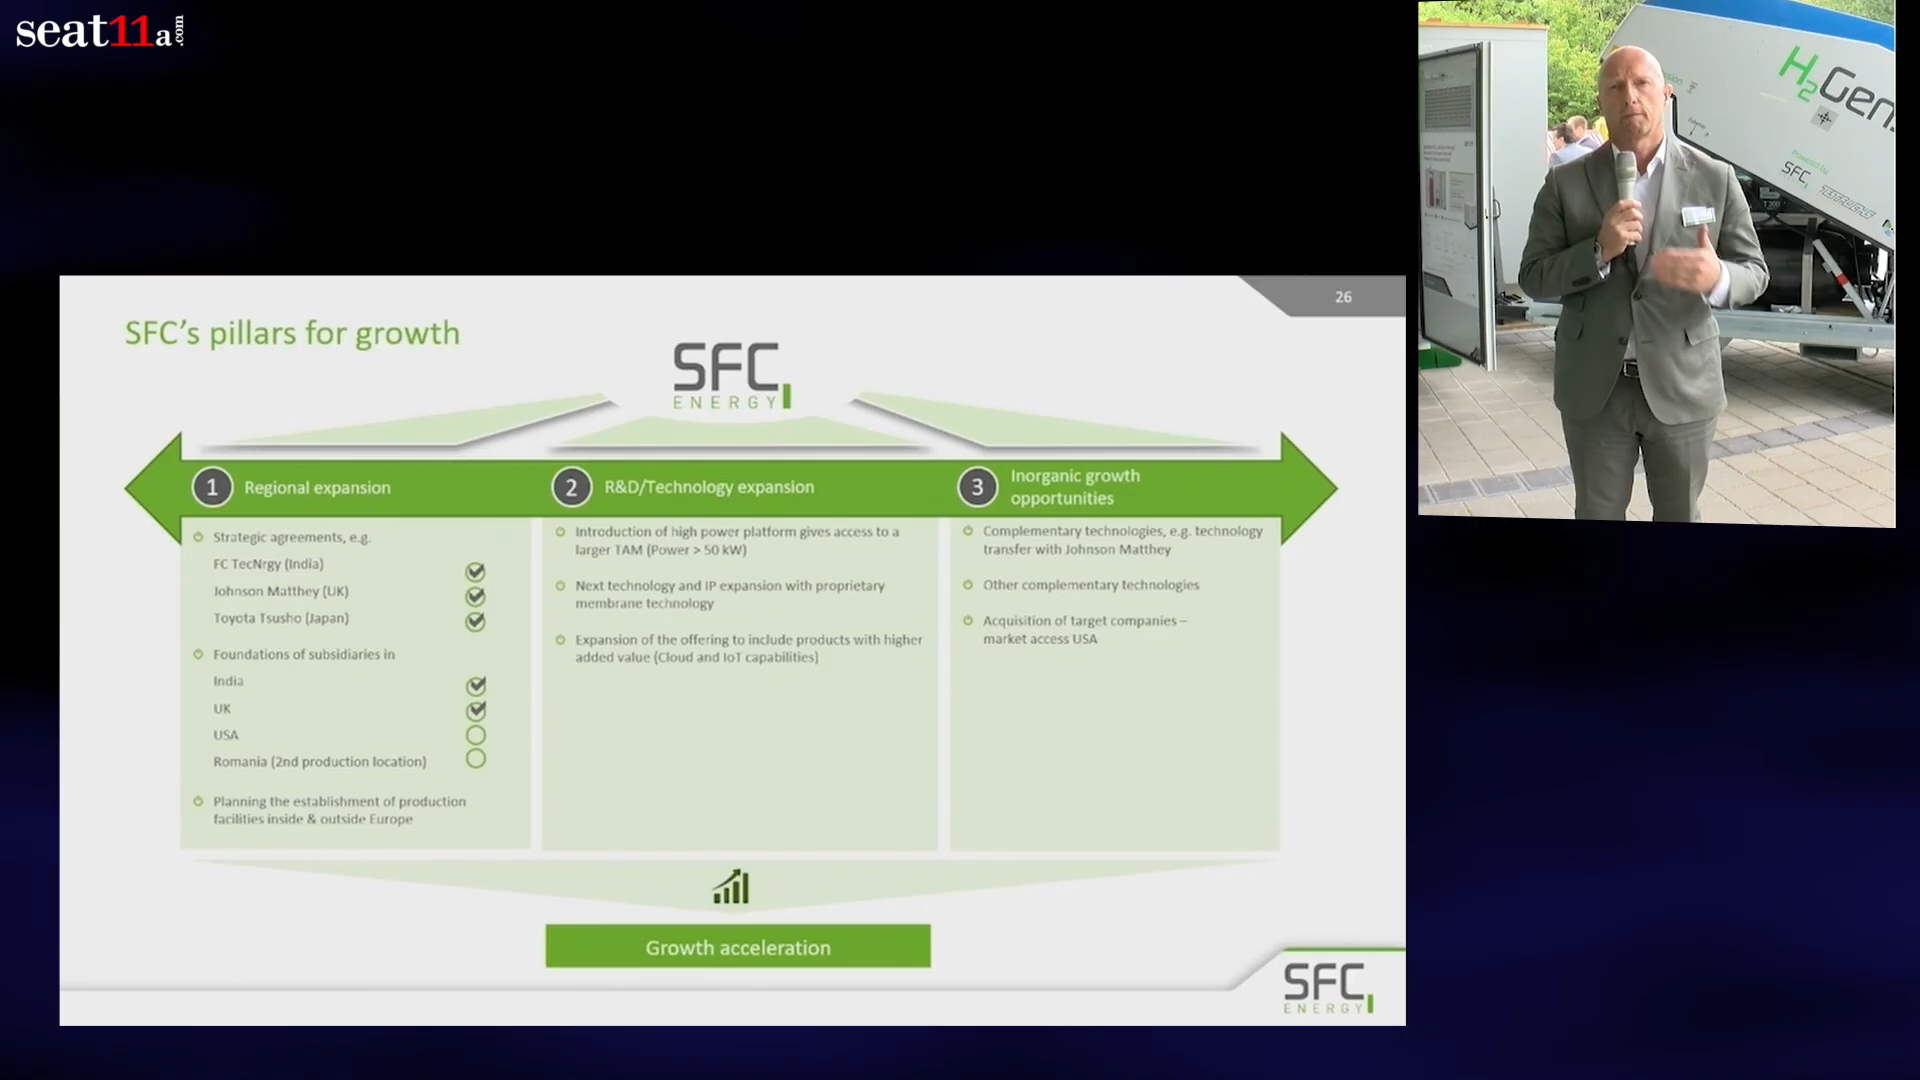 seat11a.com
26
SFC's pillars for growth
SFC
ENERGY
1 Regional expansion
Strategic agreements, e.g.
FC TecNrgy (India)
Johnson Matthey (UK)
Toyota Tsusho (Japan)
Foundations of subsidiaries in
India
UK
USA
Romania (2nd production location)
Planning the establishment of production
facilities inside & outside Europe
2 R&D/Technology expansion
Introduction of high power platform gives access to a
larger TAM (Power > 50 kW)
Next technology and IP expansion with proprietary
membrane technology
Expansion of the offering to include products with higher
added value (Cloud and IoT capabilities)
3 Inorganic growth
opportunities
Complementary technologies, e.g. technology
transfer with Johnson Matthey
Other complementary technologies
Acquisition of target companies –
market access USA
Growth acceleration
SFC
ENERGY
H2Gen
Powered by
SFC